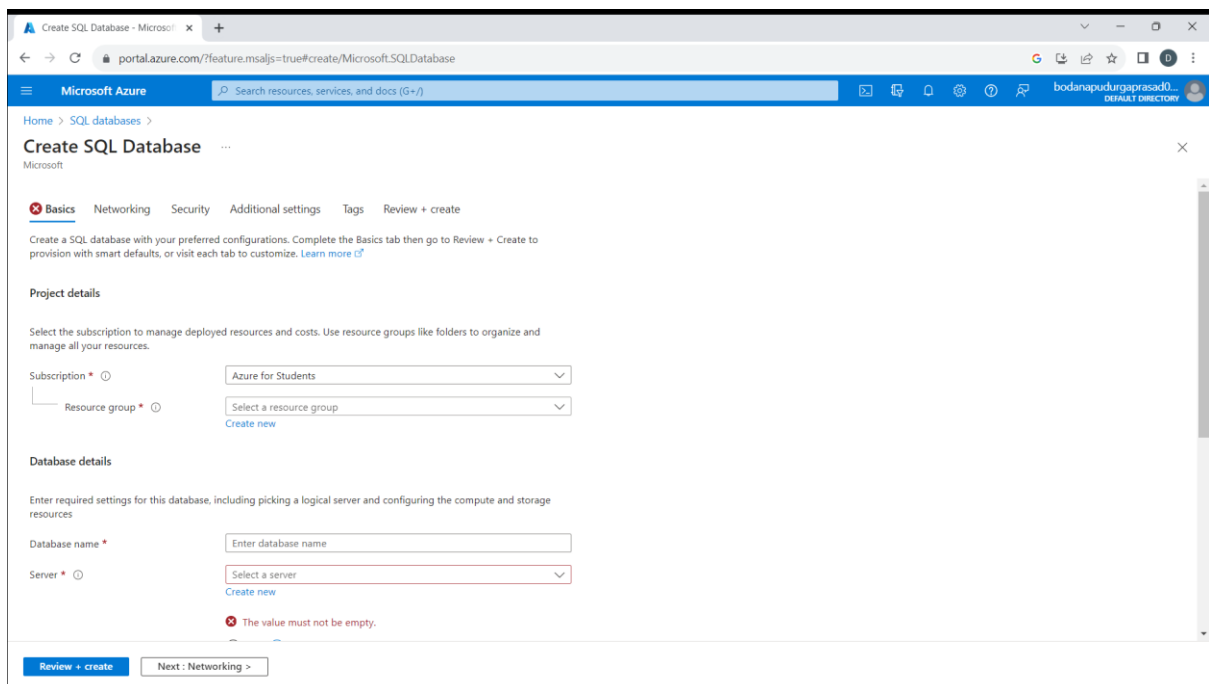 Create SQL Database - Microsof
portal.azure.com/?feature.msaljs=true#create/Microsoft.SQLDatabase
G
D
Microsoft Azure
Search resources, services, and docs (G+/)
bodanapudurgaprasad0...
DEFAULT DIRECTORY
Home > SQL databases >
Create SQL Database ...
Microsoft
Basics Networking Security Additional settings Tags Review + create
Create a SQL database with your preferred configurations. Complete the Basics tab then go to Review + Create to
provision with smart defaults, or visit each tab to customize. Learn more
Project details
Select the subscription to manage deployed resources and costs. Use resource groups like folders to organize and
manage all your resources.
Subscription *
Azure for Students
Resource group *
Select a resource group
Create new
Database details
Enter required settings for this database, including picking a logical server and configuring the compute and storage
resources
Database name *
Enter database name
Server *
Select a server
Create new
The value must not be empty.
Review + create
Next : Networking >